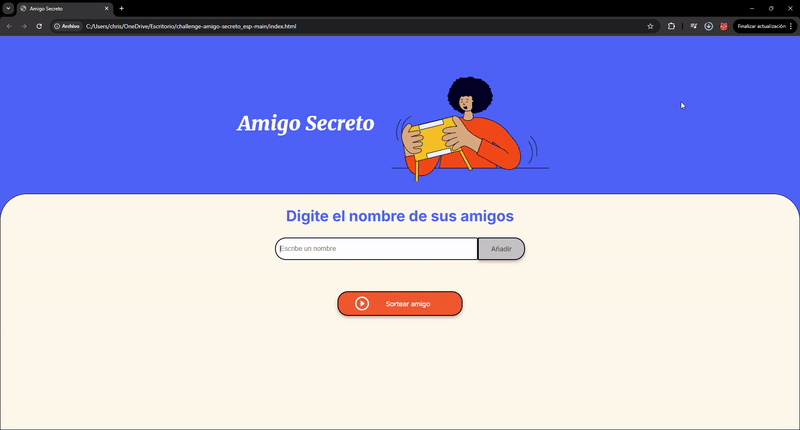 Amigo Secreto
Archivo C:/Users/chris/OneDrive/Escritorio/challenge-amigo-secreto_esp-main/index.html
Finalizar actualización
Amigo Secreto
Digite el nombre de sus amigos
Escribe un nombre
Añadir
Sortear amigo